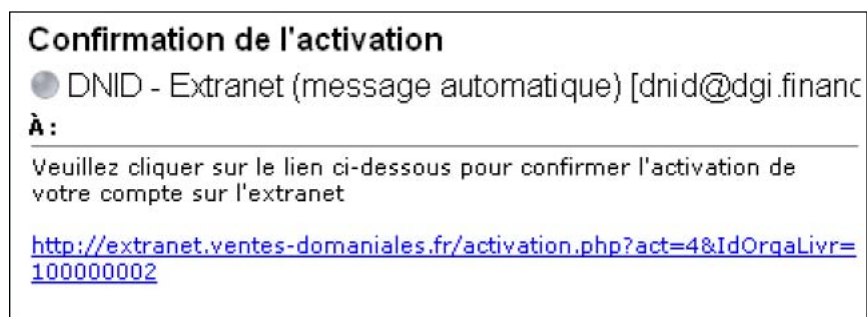 Confirmation de l'activation
DNID - Extranet (message automatique) [dnid@dgi.financ
À :
Veuillez cliquer sur le lien ci-dessous pour confirmer l'activation de
votre compte sur l'extranet
http://extranet.ventes-domaniales.fr/activation.php?act=4&IdOrgaLivr=
100000002